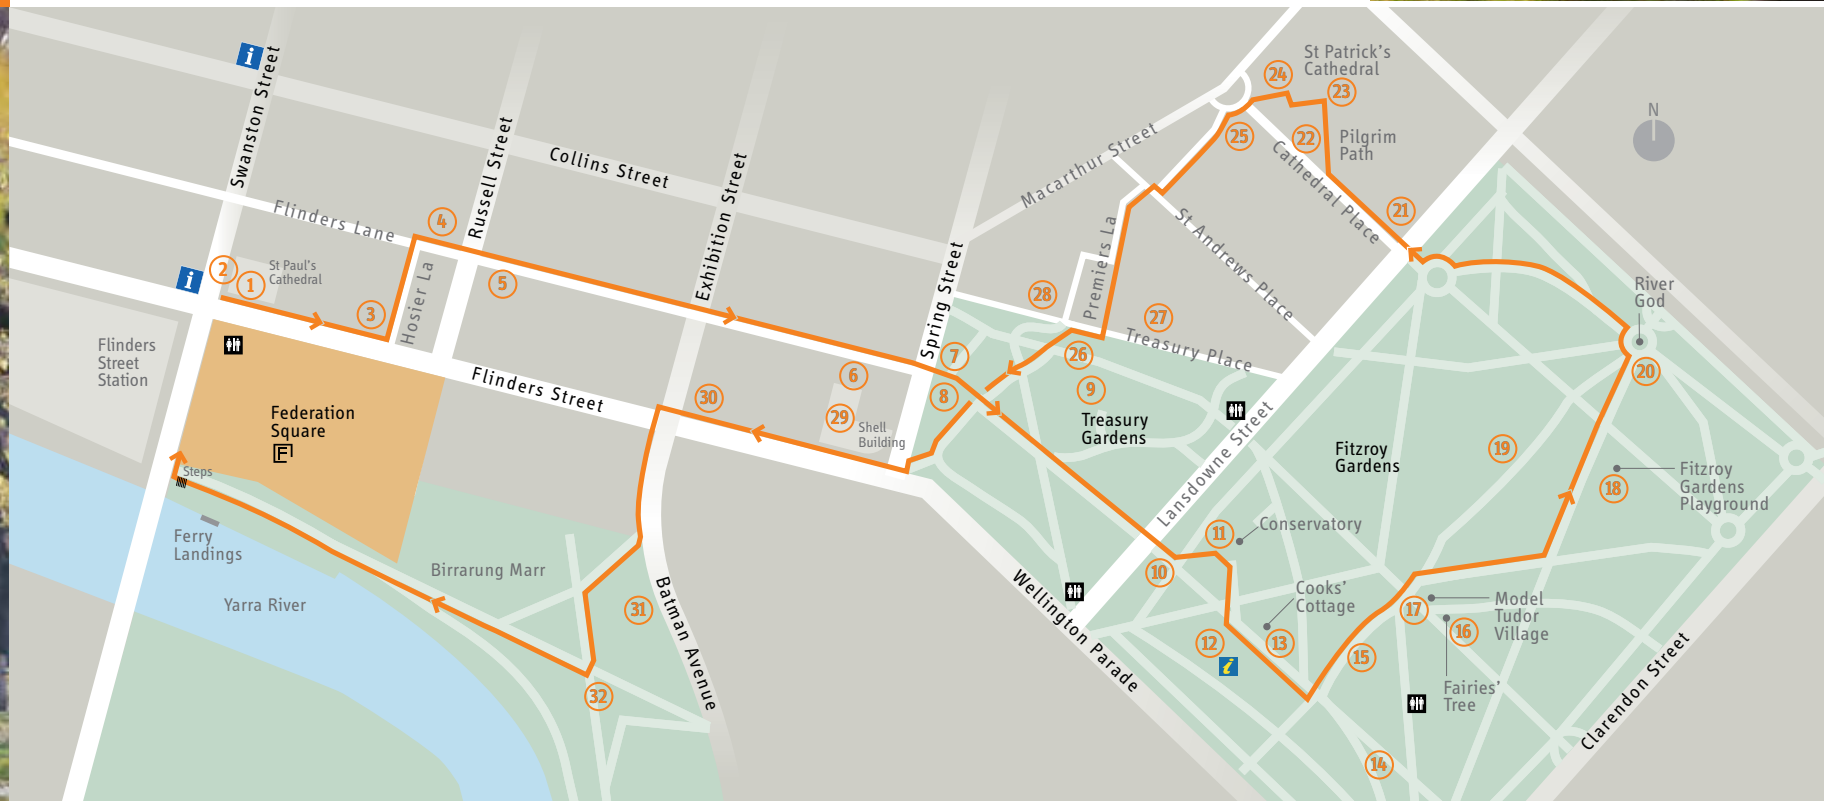 St Patrick's
Cathedral
24
23
N
i
Swanston Street
Russell Street
Collins Street
Exhibition Street
Macarthur Street
25
22
Pilgrim
Path
Cathedral Place
21
Flinders Lane
4
Premiers La
St Andrews Place
Spring Street
2
1
i
St Paul's
Cathedral
3
Hosier La
5
28
27
Treasury Place
River
God
20
Flinders
Street
Station
Flinders Street
6
7
8
26
9
Treasury
Gardens
30
29
Shell
Building
Federation
Square
F
Steps
Lansdowne Street
Fitzroy
Gardens
19
18
Fitzroy
Gardens
Playground
Ferry
Landings
Birrarung Marr
Yarra River
31
32
Batman Avenue
Wellington Parade
10
11
Conservatory
Cooks'
Cottage
12
13
i
15
17
Model
Tudor
Village
16
Fairies'
Tree
14
Clarendon Street